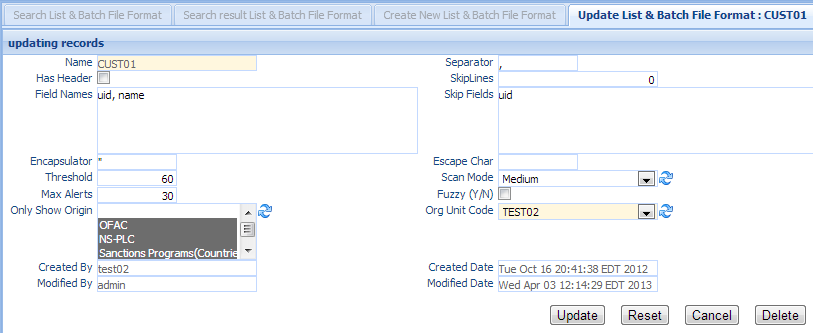 Search List & Batch File Format Search result List & Batch File Format Create New List & Batch File Format Update List & Batch File Format : CUST01
updating records
Name CUST01 Separator ,
Has Header SkipLines 0
Field Names uid, name Skip Fields uid
Encapsulator " Escape Char
Threshold 60 Scan Mode Medium
Max Alerts 30 Fuzzy (Y/N)
Only Show Origin Org Unit Code TEST02
OFAC
NS-PLC
Sanctions Programs(Countrie
Created By test02 Created Date Tue Oct 16 20:41:38 EDT 2012
Modified By admin Modified Date Wed Apr 03 12:14:29 EDT 2013
Update Reset Cancel Delete